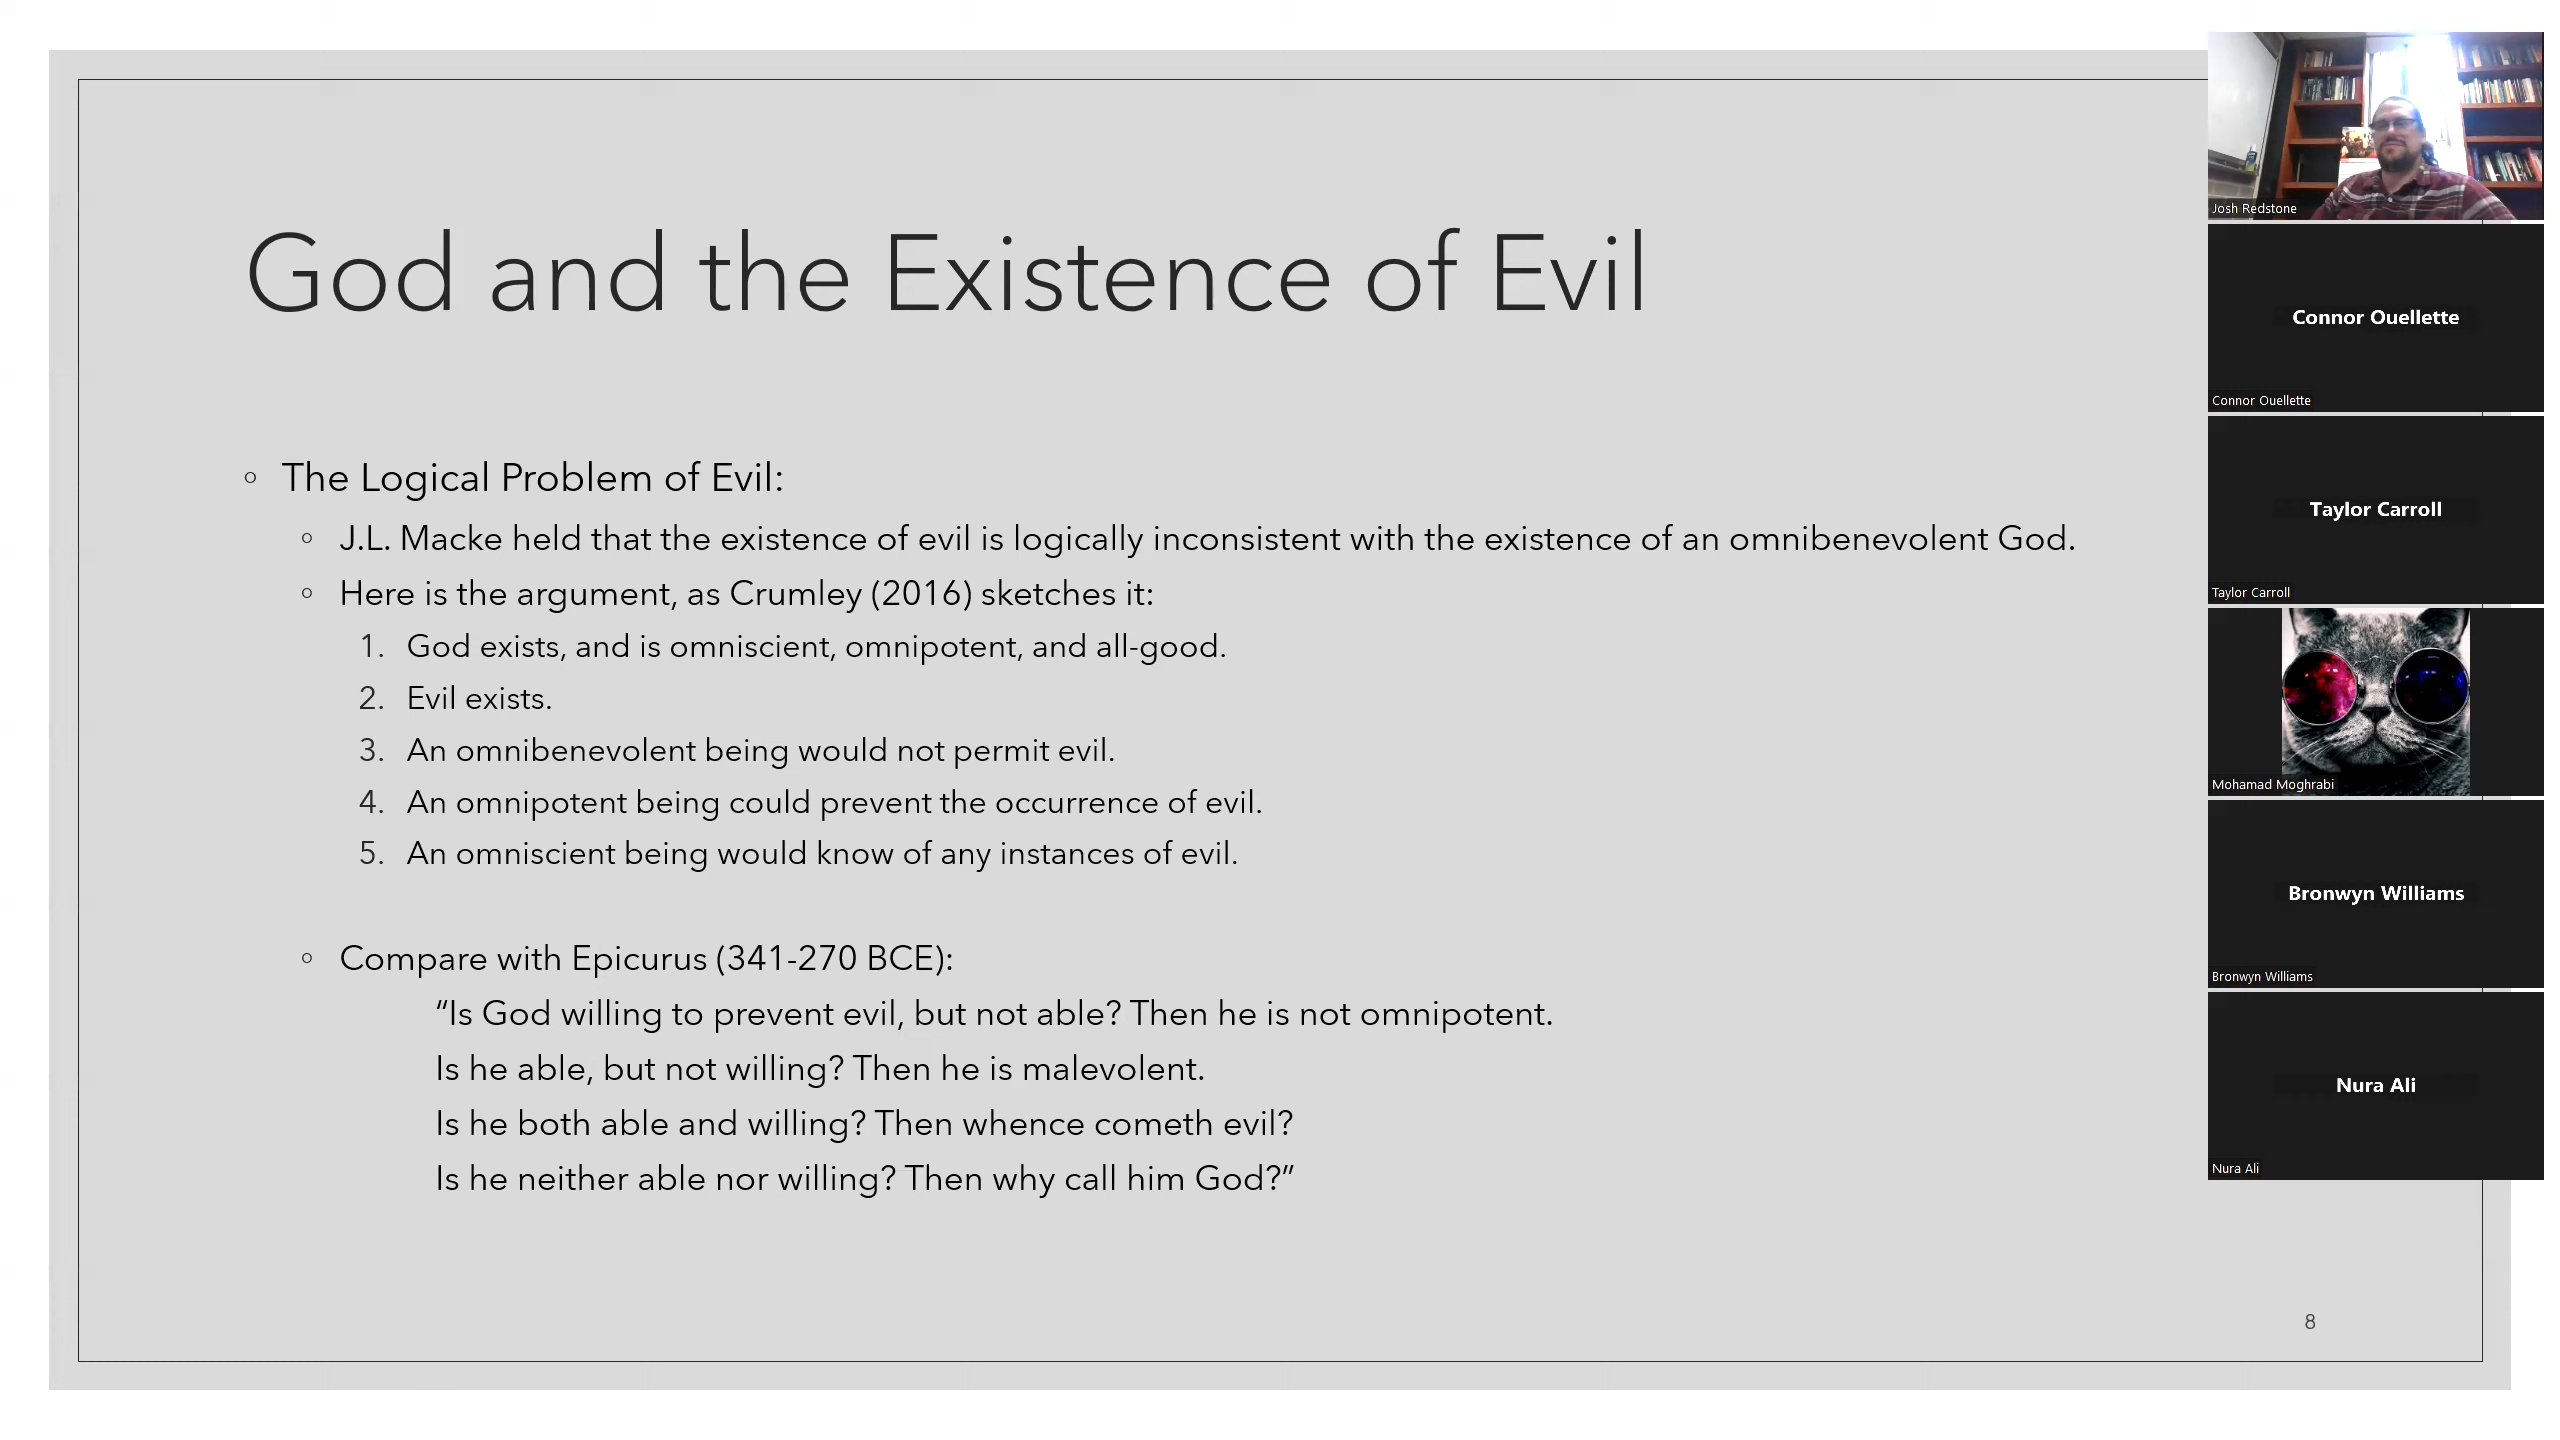 God and the Existence of Evil
◦ The Logical Problem of Evil:
◦ J.L. Macke held that the existence of evil is logically inconsistent with the existence of an omnibenevolent God.
◦ Here is the argument, as Crumley (2016) sketches it:
1. God exists, and is omniscient, omnipotent, and all-good.
2. Evil exists.
3. An omnibenevolent being would not permit evil.
4. An omnipotent being could prevent the occurrence of evil.
5. An omniscient being would know of any instances of evil.
◦ Compare with Epicurus (341-270 BCE):
“Is God willing to prevent evil, but not able? Then he is not omnipotent.
Is he able, but not willing? Then he is malevolent.
Is he both able and willing? Then whence cometh evil?
Is he neither able nor willing? Then why call him God?”
8
Josh Redstone
Connor Ouellette
Connor Ouellette
Taylor Carroll
Taylor Carroll
Mohamad Moghrabi
Bronwyn Williams
Bronwyn Williams
Nura Ali
Nura Ali